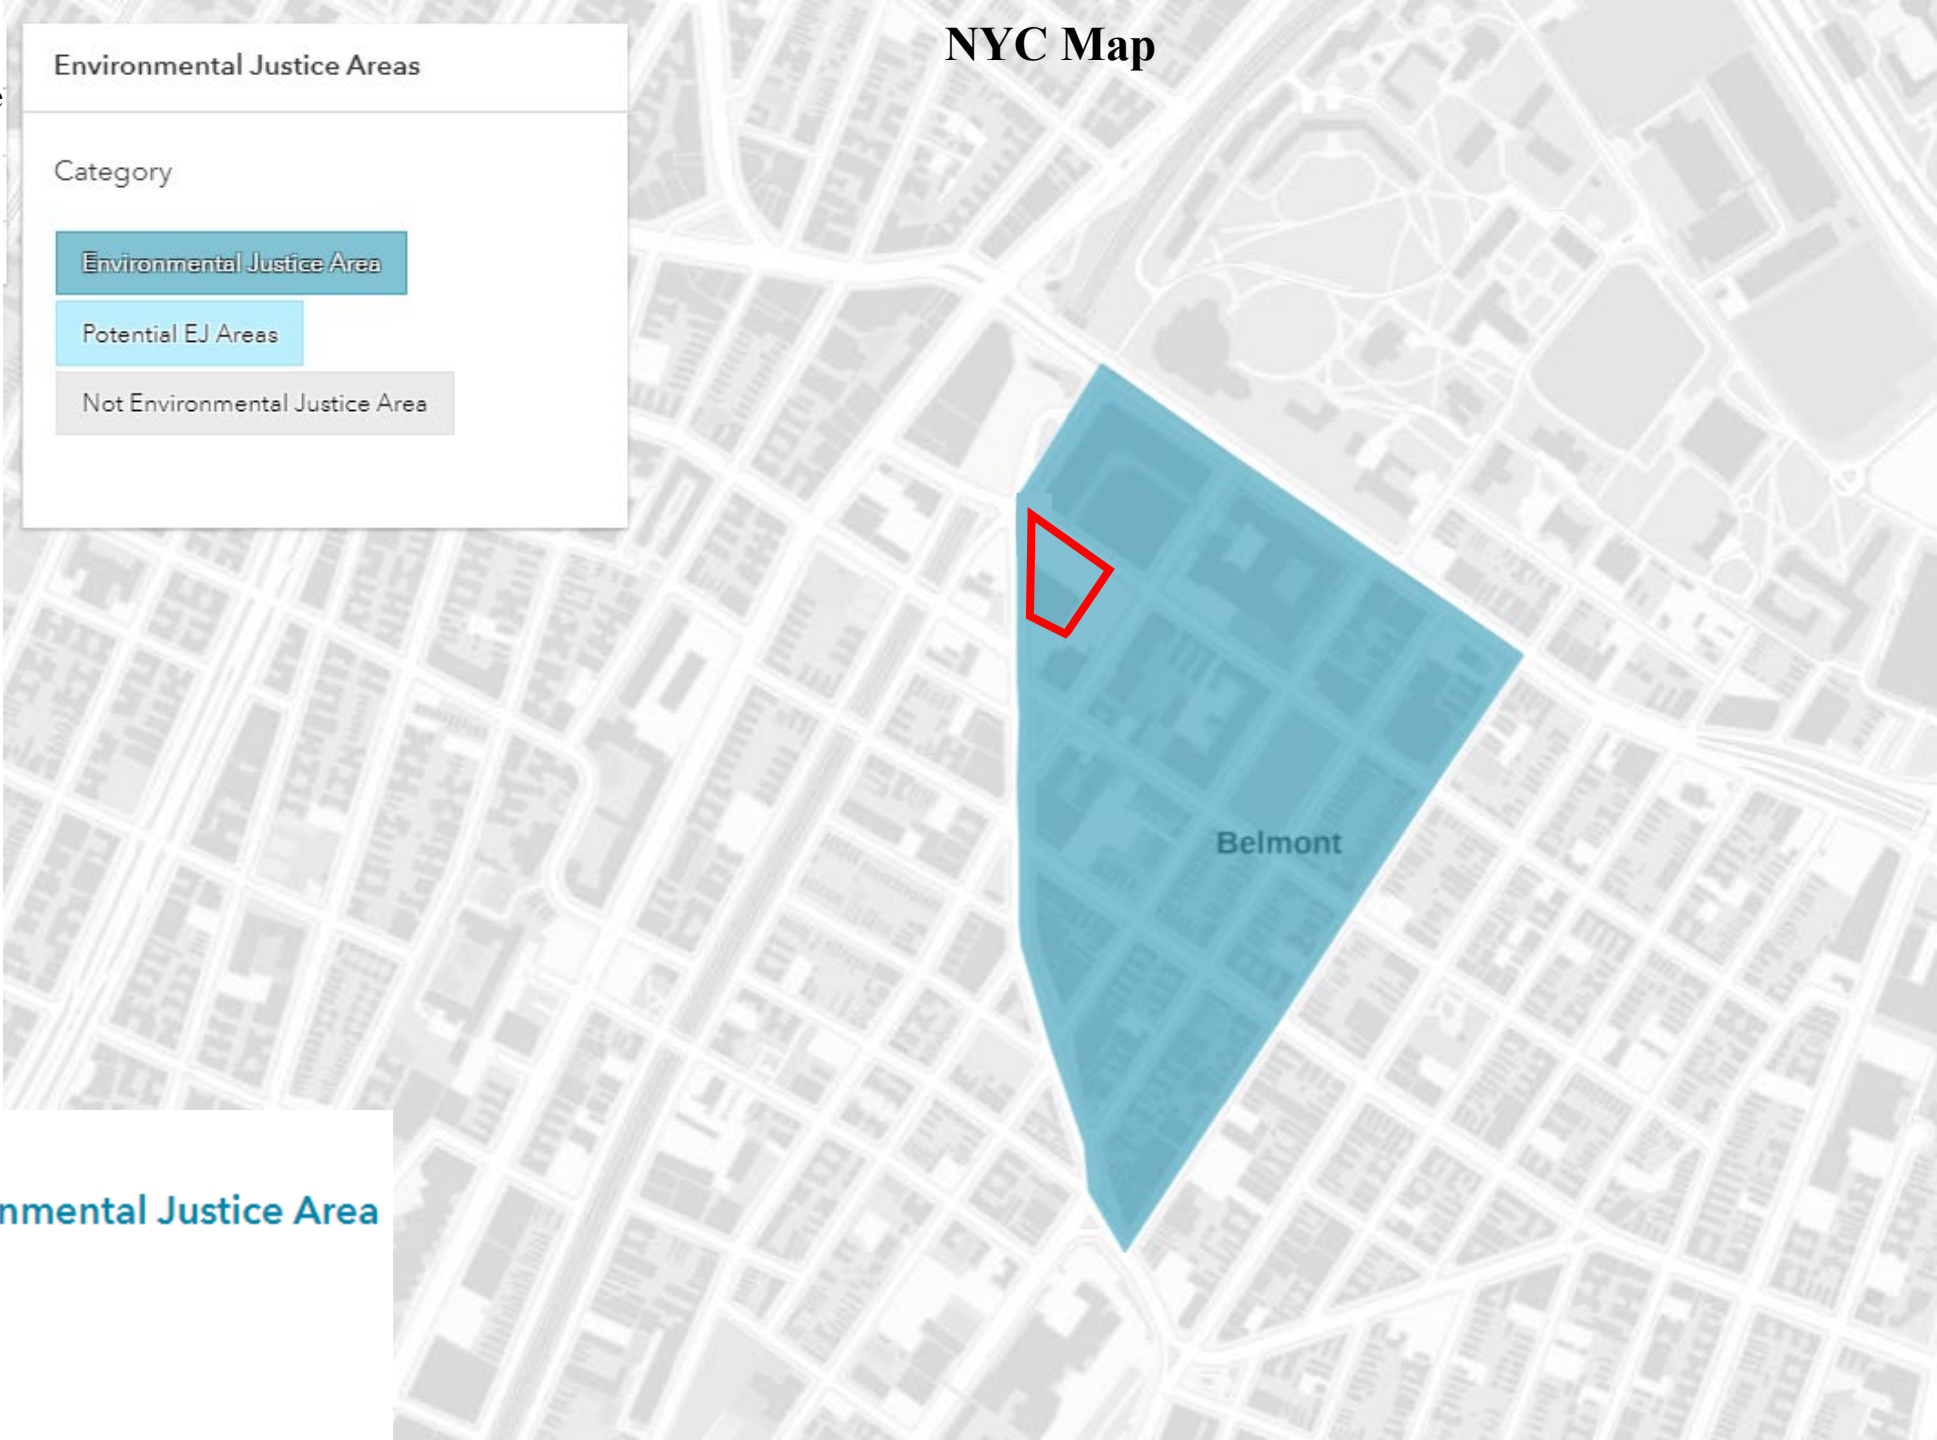 NYC Map
Environmental Justice Areas
e
Category
Environmental Justice Area
Potential EJ Areas
Not Environmental Justice Area
Belmont
nmental Justice Area